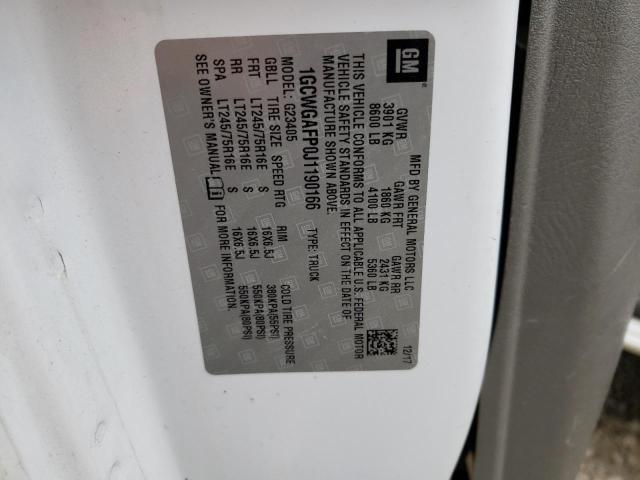 GM
MFD BY GENERAL MOTORS LLC 12/17
GVWR GAWR FRT GAWR RR
3901 KG 1860 KG 2431 KG
8600 LB 4100 LB 5360 LB
THIS VEHICLE CONFORMS TO ALL APPLICABLE U.S. FEDERAL MOTOR
VEHICLE SAFETY STANDARDS IN EFFECT ON THE DATE OF
MANUFACTURE SHOWN ABOVE.
1GCWGAFP0J1190166 TYPE: TRUCK
MODEL: G23405
GBLL TIRE SIZE SPEED RTG RIM COLD TIRE PRESSURE
FRT LT245/75R16E S 16X6.5J 380KPA(55PSI)
RR LT245/75R16E S 16X6.5J 550KPA(80PSI)
SPA LT245/75R16E S 16X6.5J 550KPA(80PSI)
SEE OWNER'S MANUAL FOR MORE INFORMATION.